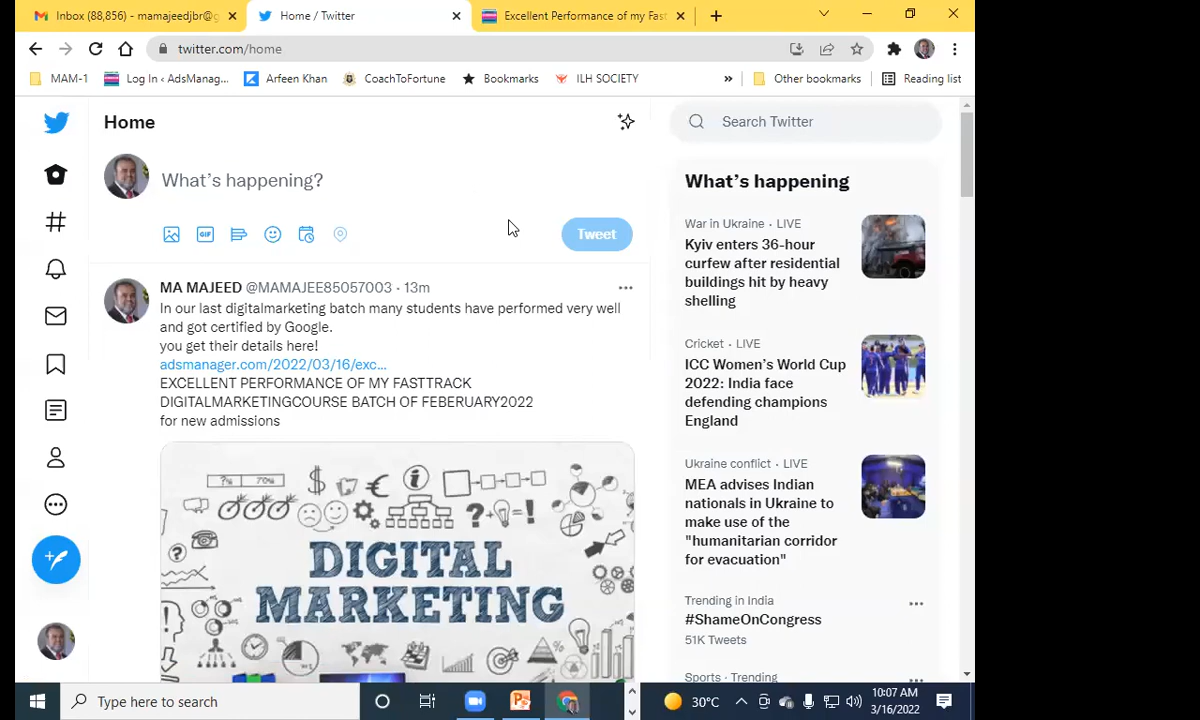 Inbox (88,856) - mamajeedjbr@g
Home / Twitter
Excellent Performance of my Fas
twitter.com/home
MAM-1
Log In ‹ AdsManag...
Arfeen Khan
CoachToFortune
Bookmarks
ILH SOCIETY
»
Other bookmarks
Reading list
Home
Search Twitter
What's happening?
GIF
Tweet
MA MAJEED @MAMAJEE85057003 · 13m
In our last digitalmarketing batch many students have performed very well
and got certified by Google.
you get their details here!
adsmanager.com/2022/03/16/exc...
EXCELLENT PERFORMANCE OF MY FASTTRACK
DIGITALMARKETINGCOURSE BATCH OF FEBERUARY2022
for new admissions
DIGITAL
MARKETING
What's happening
War in Ukraine · LIVE
Kyiv enters 36-hour
curfew after residential
buildings hit by heavy
shelling
Cricket · LIVE
ICC Women's World Cup
2022: India face
defending champions
England
Ukraine conflict · LIVE
MEA advises Indian
nationals in Ukraine to
make use of the
"humanitarian corridor
for evacuation"
Trending in India
#ShameOnCongress
51K Tweets
Sports · Trending
Type here to search
30°C
10:07 AM
3/16/2022